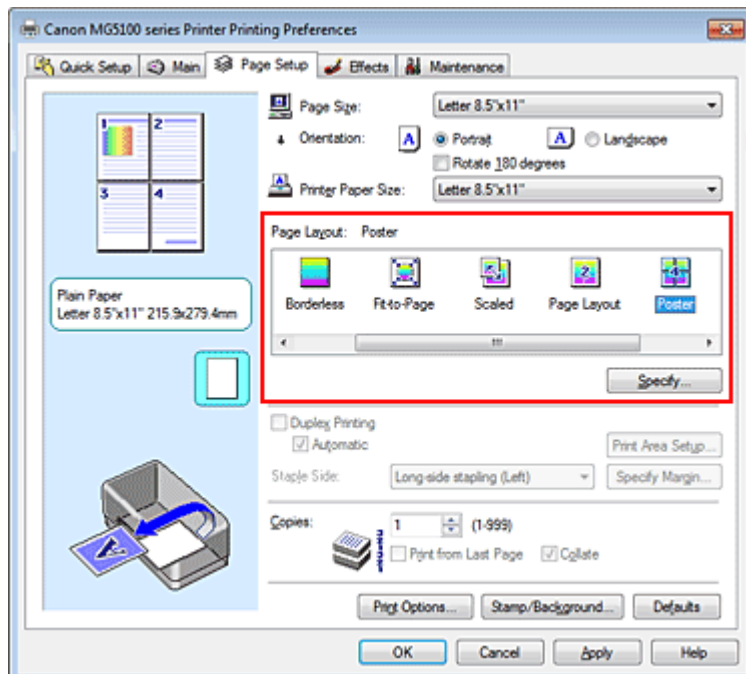 Canon MG5100 series Printer Printing Preferences
Quick Setup Main Page Setup Effects Maintenance
Page Size: Letter 8.5"x11"
Orientation: A Portrait A Landscape
Rotate 180 degrees
Printer Paper Size: Letter 8.5"x11"
1 2
3 4
Page Layout: Poster
Borderless Fit-to-Page Scaled Page Layout Poster
Plain Paper
Letter 8.5"x11" 215.9x279.4mm
Specify...
Duplex Printing
Automatic Print Area Setup...
Staple Side: Long-side stapling (Left) Specify Margin...
Copies: 1 (1-999)
Print from Last Page Collate
Print Options... Stamp/Background... Defaults
OK Cancel Apply Help